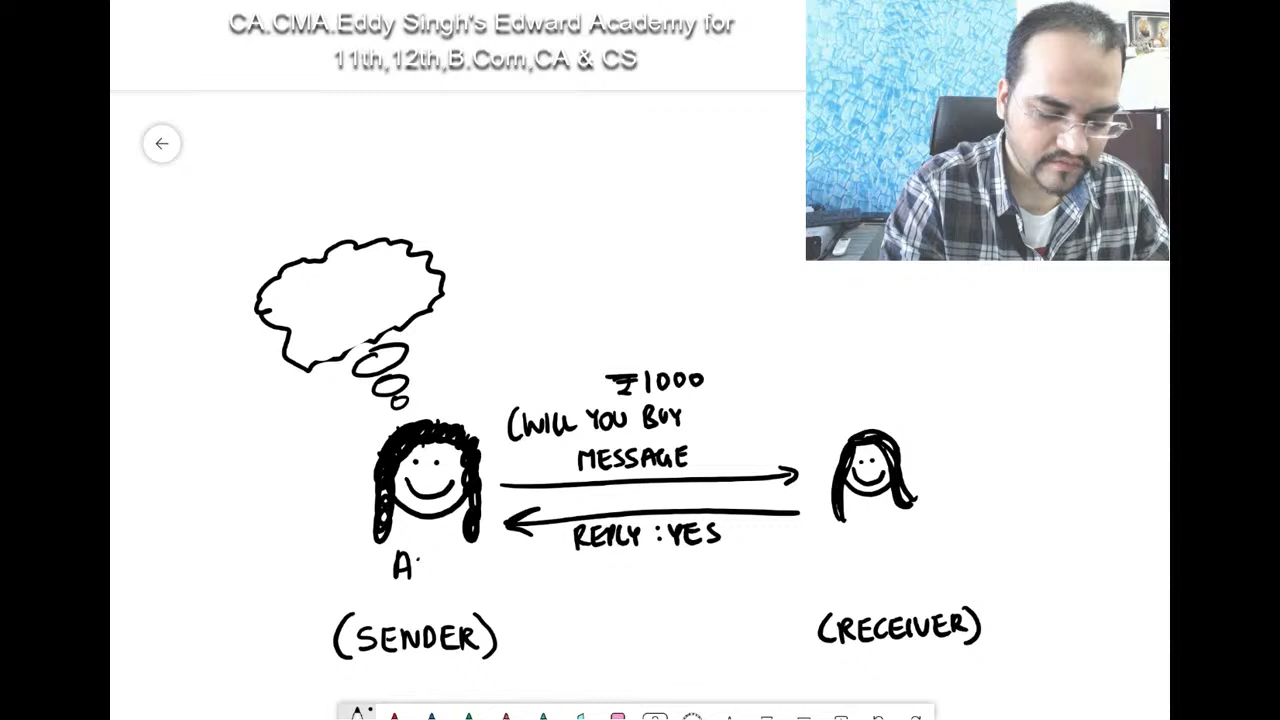 CA.CMA.Eddy Singh's Edward Academy for
11th,12th,B.Com,CA & CS
₹1000
(WILL YOU BUY
MESSAGE
REPLY : YES
A
(SENDER)
(RECEIVER)